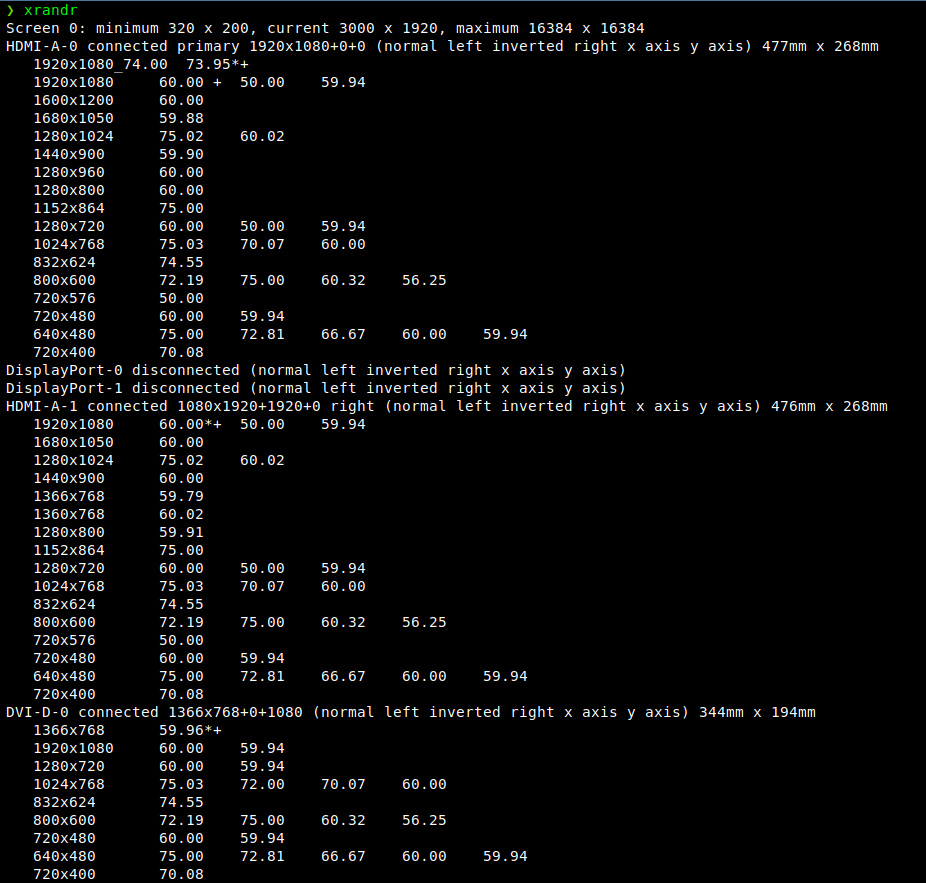 ❯ xrandr
Screen 0: minimum 320 x 200, current 3000 x 1920, maximum 16384 x 16384
HDMI-A-0 connected primary 1920x1080+0+0 (normal left inverted right x axis y axis) 477mm x 268mm
   1920x1080_74.00  73.95*+
   1920x1080     60.00 +  50.00    59.94
   1600x1200     60.00
   1680x1050     59.88
   1280x1024     75.02    60.02
   1440x900      59.90
   1280x960      60.00
   1280x800      60.00
   1152x864      75.00
   1280x720      60.00    50.00    59.94
   1024x768      75.03    70.07    60.00
   832x624       74.55
   800x600       72.19    75.00    60.32    56.25
   720x576       50.00
   720x480       60.00    59.94
   640x480       75.00    72.81    66.67    60.00    59.94
   720x400       70.08
DisplayPort-0 disconnected (normal left inverted right x axis y axis)
DisplayPort-1 disconnected (normal left inverted right x axis y axis)
HDMI-A-1 connected 1080x1920+1920+0 right (normal left inverted right x axis y axis) 476mm x 268mm
   1920x1080     60.00*+  50.00    59.94
   1680x1050     60.00
   1280x1024     75.02    60.02
   1440x900      60.00
   1366x768      59.79
   1360x768      60.02
   1280x800      59.91
   1152x864      75.00
   1280x720      60.00    50.00    59.94
   1024x768      75.03    70.07    60.00
   832x624       74.55
   800x600       72.19    75.00    60.32    56.25
   720x576       50.00
   720x480       60.00    59.94
   640x480       75.00    72.81    66.67    60.00    59.94
   720x400       70.08
DVI-D-0 connected 1366x768+0+1080 (normal left inverted right x axis y axis) 344mm x 194mm
   1366x768      59.96*+
   1920x1080     60.00    59.94
   1280x720      60.00    59.94
   1024x768      75.03    72.00    70.07    60.00
   832x624       74.55
   800x600       72.19    75.00    60.32    56.25
   720x480       60.00    59.94
   640x480       75.00    72.81    66.67    60.00    59.94
   720x400       70.08